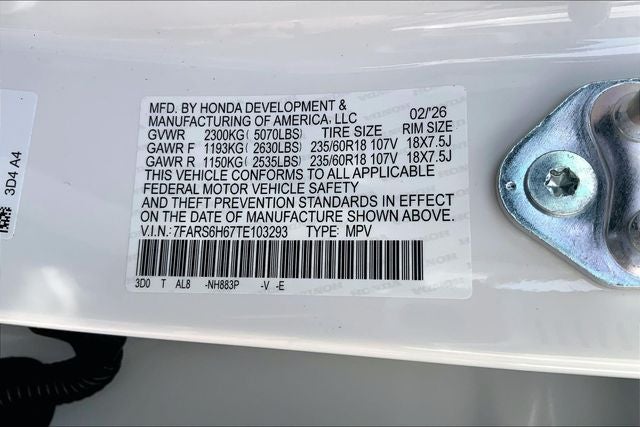 MFD. BY HONDA DEVELOPMENT &
MANUFACTURING OF AMERICA, LLC 02/'26
GVWR 2300KG (5070LBS) TIRE SIZE RIM SIZE
GAWR F 1193KG (2630LBS) 235/60R18 107V 18X7.5J
GAWR R 1150KG (2535LBS) 235/60R18 107V 18X7.5J
THIS VEHICLE CONFORMS TO ALL APPLICABLE
FEDERAL MOTOR VEHICLE SAFETY
AND THEFT PREVENTION STANDARDS IN EFFECT
ON THE DATE OF MANUFACTURE SHOWN ABOVE.
V.I.N.: 7FARS6H67TE103293 TYPE: MPV
3D0 T AL8 -NH883P -V -E
3D4 A4